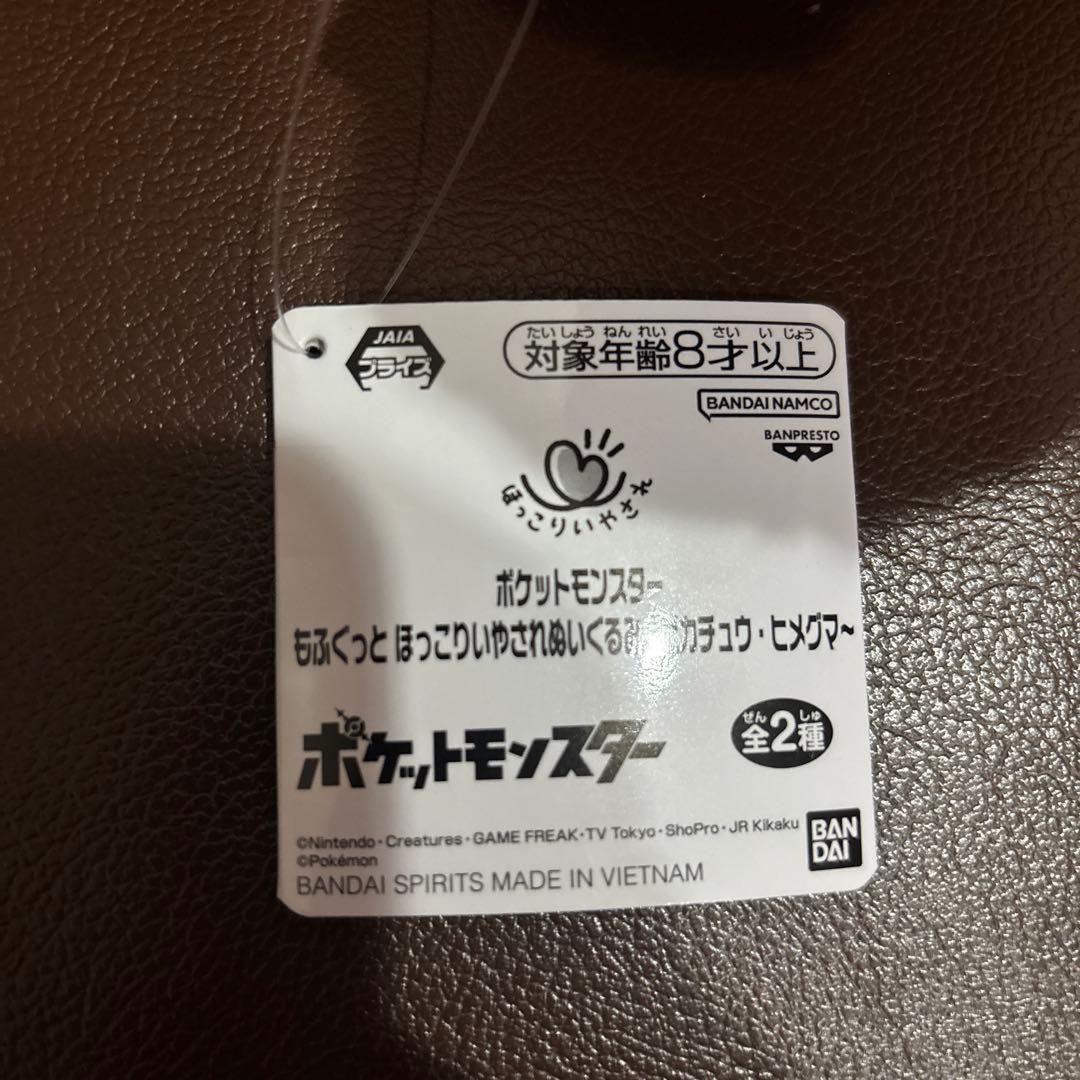 JAIA
プライズ
たいしょうねんれい さい いじょう
対象年齢8才以上
BANDAI NAMCO
BANPRESTO
ほっこりいやされ
ポケットモンスター
もふぐっと ほっこりいやされぬいぐるみ カチュウ・ヒメグマ~
ポケットモンスター
ぜん しゅ
全2種
©Nintendo・Creatures・GAME FREAK・TV Tokyo・ShoPro・JR Kikaku
©Pokémon
BANDAI SPIRITS MADE IN VIETNAM
BAN
DAI